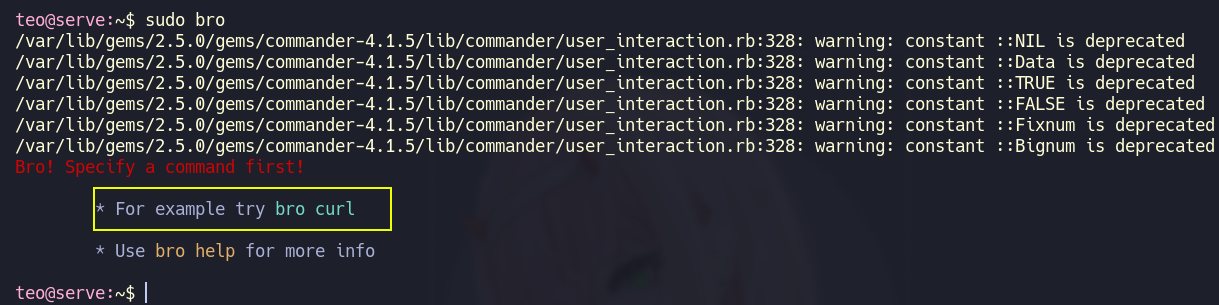 teo@serve:~$ sudo bro
/var/lib/gems/2.5.0/gems/commander-4.1.5/lib/commander/user_interaction.rb:328: warning: constant ::NIL is deprecated
/var/lib/gems/2.5.0/gems/commander-4.1.5/lib/commander/user_interaction.rb:328: warning: constant ::Data is deprecated
/var/lib/gems/2.5.0/gems/commander-4.1.5/lib/commander/user_interaction.rb:328: warning: constant ::TRUE is deprecated
/var/lib/gems/2.5.0/gems/commander-4.1.5/lib/commander/user_interaction.rb:328: warning: constant ::FALSE is deprecated
/var/lib/gems/2.5.0/gems/commander-4.1.5/lib/commander/user_interaction.rb:328: warning: constant ::Fixnum is deprecated
/var/lib/gems/2.5.0/gems/commander-4.1.5/lib/commander/user_interaction.rb:328: warning: constant ::Bignum is deprecated
Bro! Specify a command first!
* For example try bro curl
* Use bro help for more info
teo@serve:~$